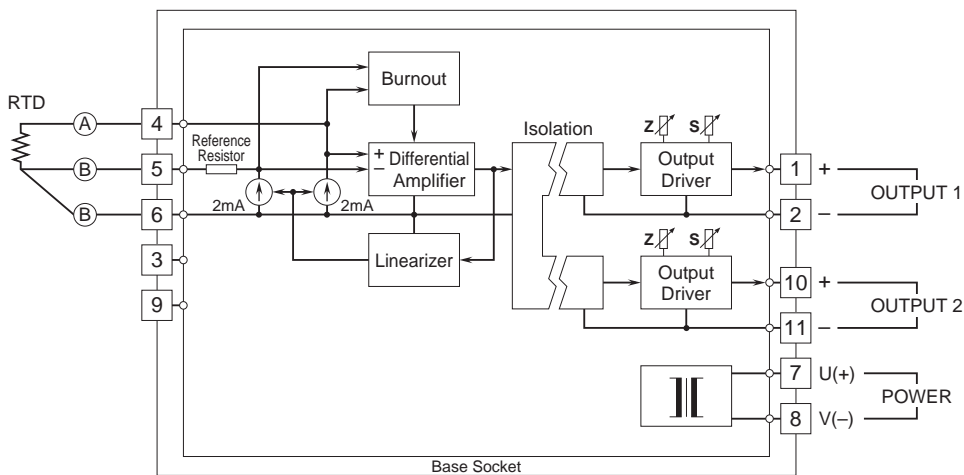 RTD
A
B
B
4
5
6
3
9
Reference
Resistor
Burnout
+
−
Differential
Amplifier
2mA
2mA
Linearizer
Isolation
Z
S
Output
Driver
Z
S
Output
Driver
1
+
2
−
OUTPUT 1
10
+
11
−
OUTPUT 2
7
U(+)
8
V(−)
POWER
Base Socket